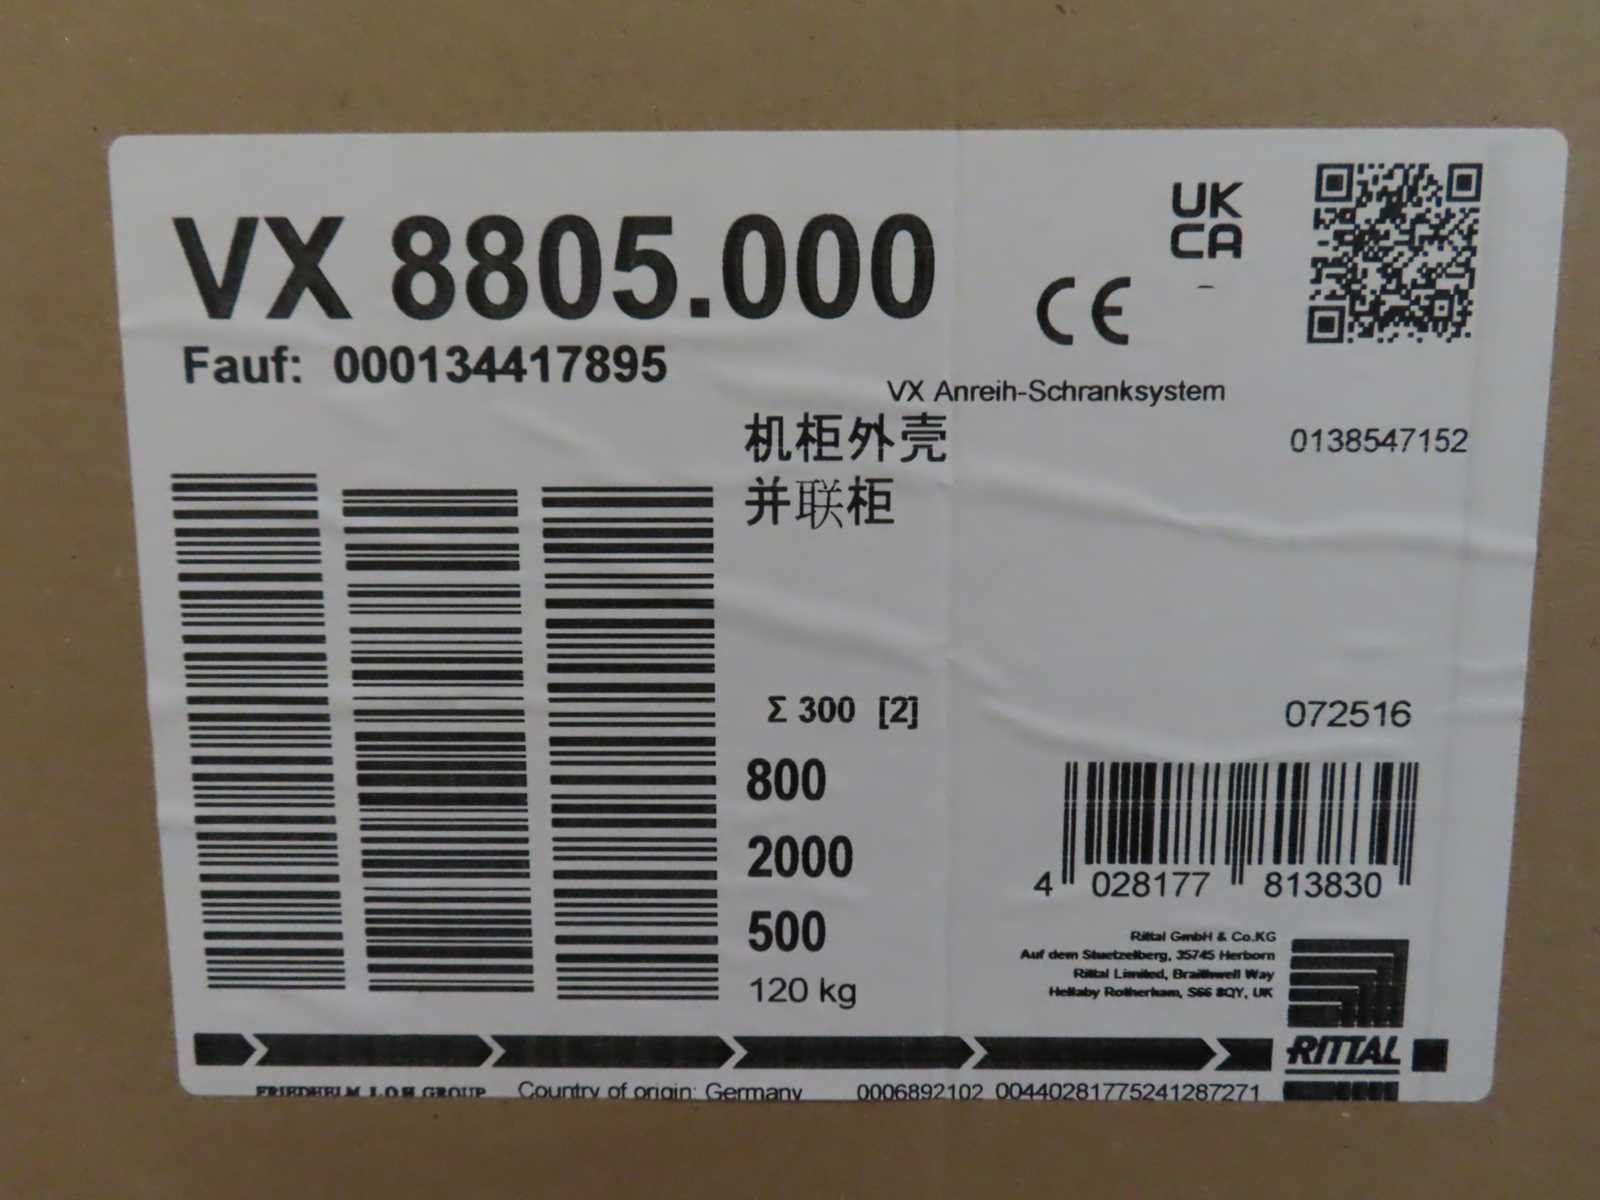 VX 8805.000
UK
CA
CE
Fauf: 000134417895
VX Anreih-Schranksystem
机柜外壳
并联柜
0138547152
Σ 300 [2]
072516
800
2000
500
120 kg
4 028177 813830
Rittal GmbH & Co.KG
Auf dem Stuetzelberg, 35745 Herborn
Rittal Limited, Braithwell Way
Hellaby Rotherham, S66 8QY, UK
RITTAL
FRIEDHELM LOH GROUP Country of origin: Germany 0006892102 00440281775241287271